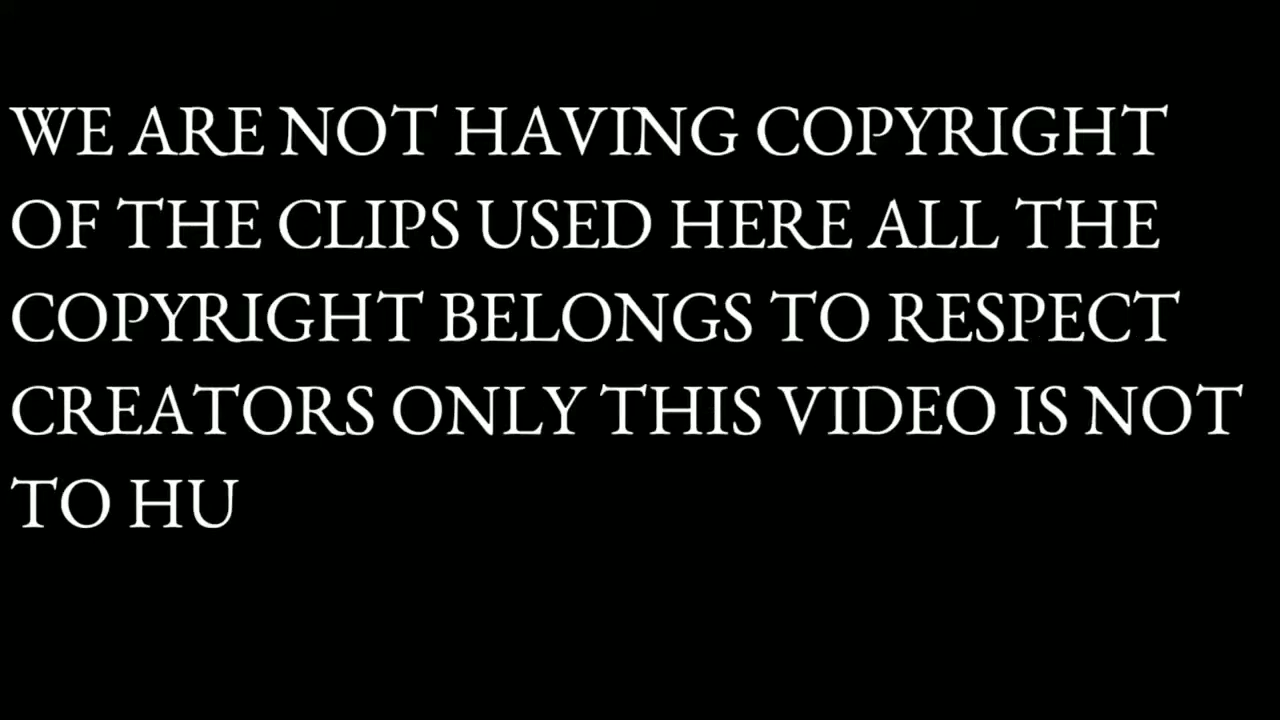 WE ARE NOT HAVING COPYRIGHT
OF THE CLIPS USED HERE ALL THE
COPYRIGHT BELONGS TO RESPECT
CREATORS ONLY THIS VIDEO IS NOT
TO HU